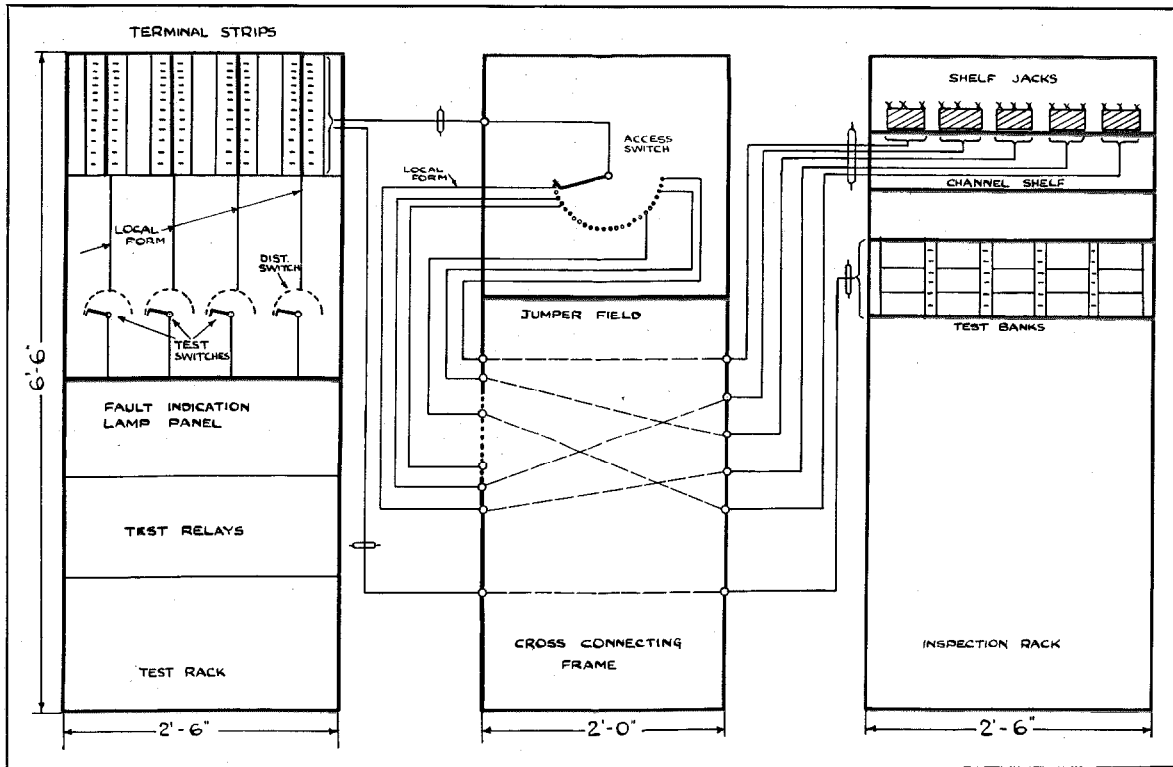 TERMINAL STRIPS
LOCAL
FORM
DIST.
SWITCH
TEST
SWITCHES
FAULT INDICATION
LAMP PANEL
TEST RELAYS
TEST RACK
6'-6"
2'-6"
ACCESS
SWITCH
LOCAL
FORM
JUMPER FIELD
CROSS CONNECTING
FRAME
2'-0"
SHELF JACKS
CHANNEL SHELF
TEST BANKS
INSPECTION RACK
2'-6"